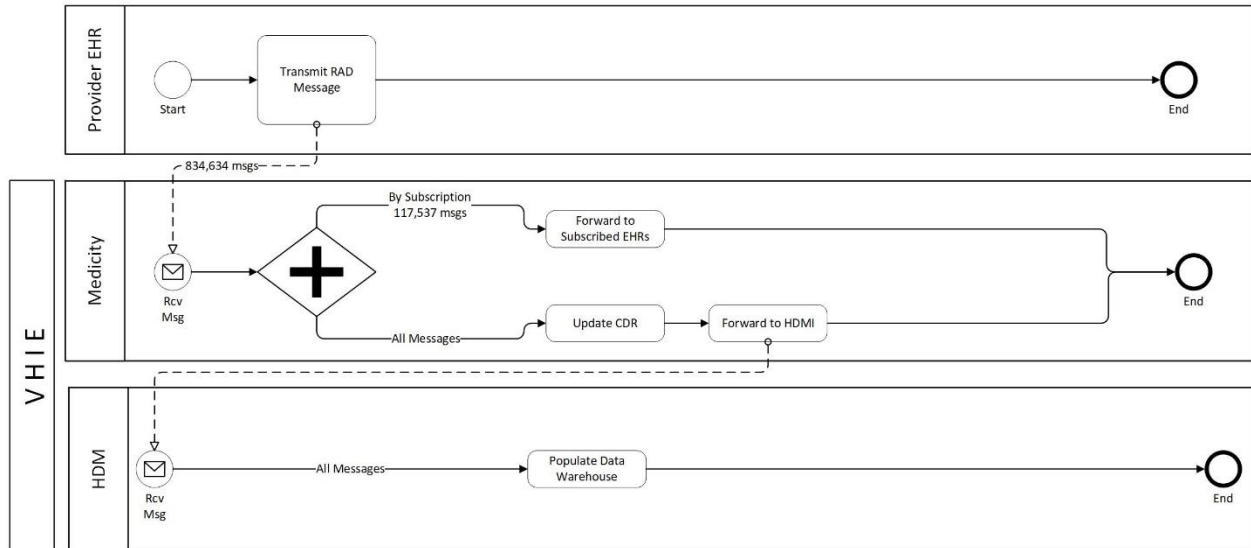 Provider EHR
Start
Transmit RAD
Message
End
834,634 msgs
V H I E
Medicity
By Subscription
117,537 msgs
Forward to
Subscribed EHRs
Rcv
Msg
End
All Messages
Update CDR
Forward to HDMI
HDM
Rcv
Msg
All Messages
Populate Data
Warehouse
End